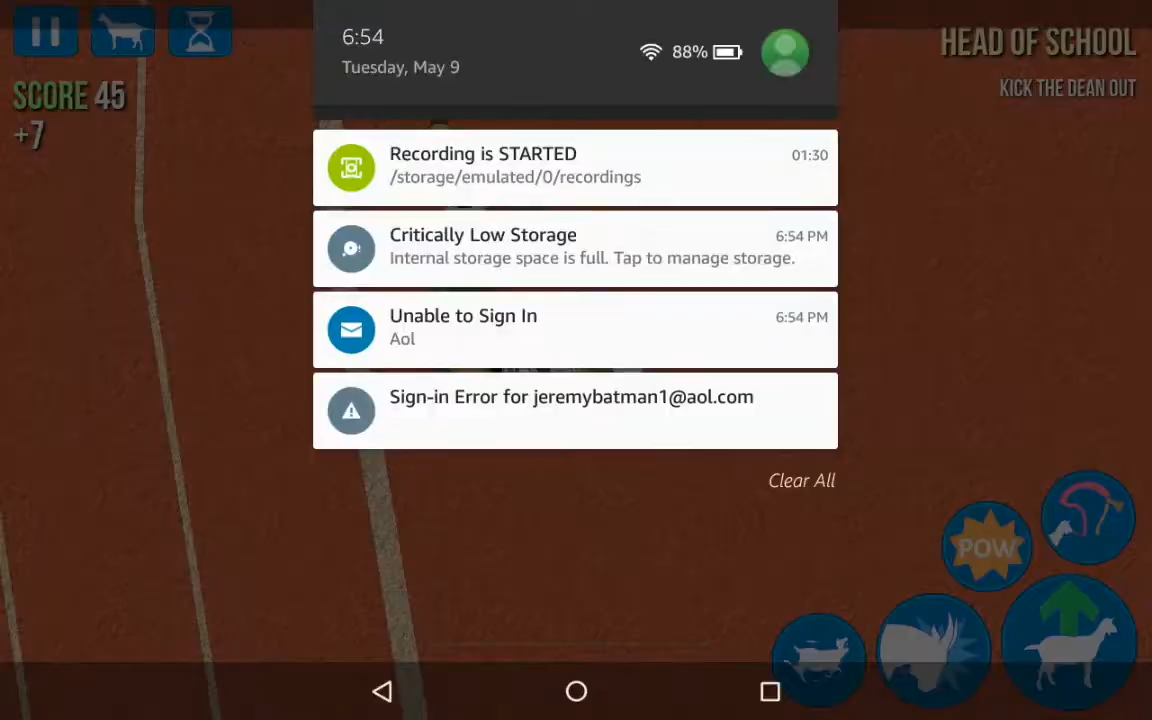 6:54
Tuesday, May 9
88%
SCORE 45
+7
HEAD OF SCHOOL
KICK THE DEAN OUT
Recording is STARTED
01:30
/storage/emulated/0/recordings
Critically Low Storage
6:54 PM
Internal storage space is full. Tap to manage storage.
Unable to Sign In
6:54 PM
Aol
Sign-in Error for jeremybatman1@aol.com
Clear All
POW